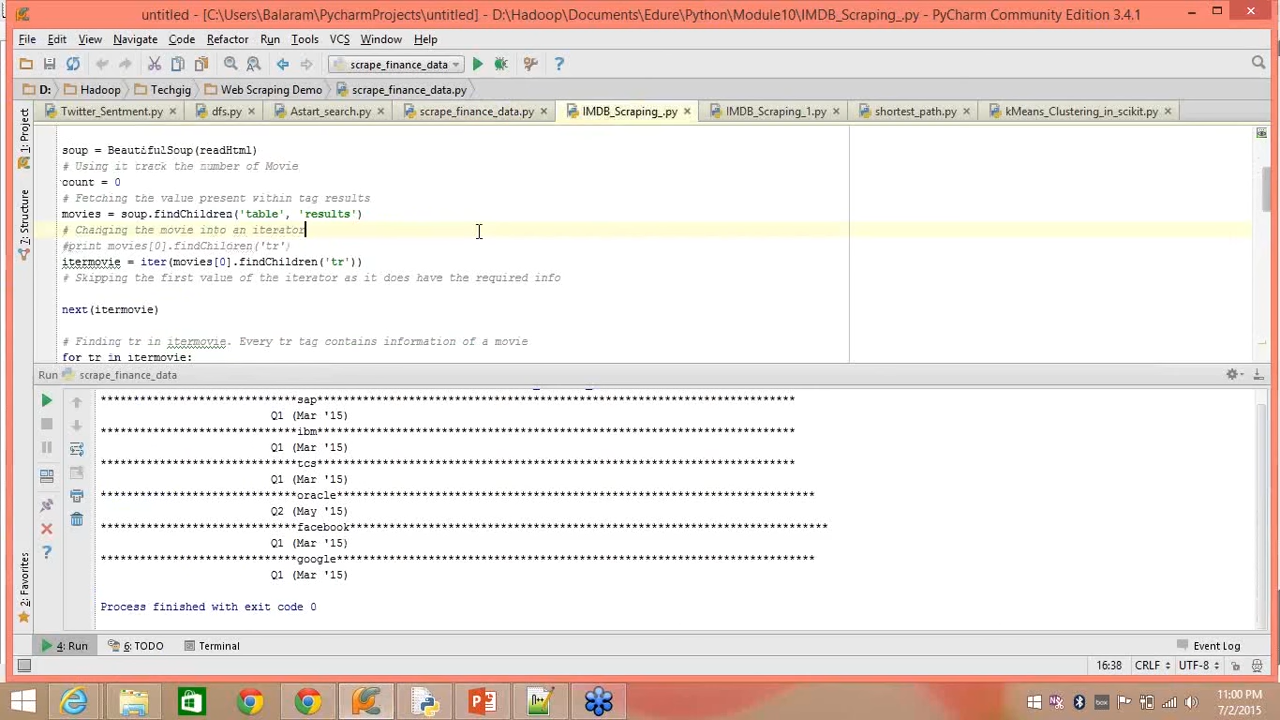 untitled - [C:\Users\Balaram\PycharmProjects\untitled] - D:\Hadoop\Documents\Edure\Python\Module10\IMDB_Scraping_.py - PyCharm Community Edition 3.4.1
File Edit View Navigate Code Refactor Run Tools VCS Window Help
scrape_finance_data
D: Hadoop Techgig Web Scraping Demo scrape_finance_data.py
Twitter_Sentment.py dfs.py Astart_search.py scrape_finance_data.py IMDB_Scraping_.py IMDB_Scraping_1.py shortest_path.py kMeans_Clustering_in_scikit.py
1: Project
7: Structure
2: Favorites
soup = BeautifulSoup(readHtml)
# Using it track the number of Movie
count = 0
# Fetching the value present within tag results
movies = soup.findChildren('table', 'results')
# Changing the movie into an iterator
#print movies[0].findChildren('tr')
itermovie = iter(movies[0].findChildren('tr'))
# Skipping the first value of the iterator as it does have the required info
next(itermovie)
# Finding tr in itermovie. Every tr tag contains information of a movie
for tr in itermovie:
Run scrape_finance_data
******************************sap**************************************************************************
Q1 (Mar '15)
******************************ibm**************************************************************************
Q1 (Mar '15)
******************************tcs**************************************************************************
Q1 (Mar '15)
******************************oracle**************************************************************************
Q2 (May '15)
******************************facebook**************************************************************************
Q1 (Mar '15)
******************************google**************************************************************************
Q1 (Mar '15)
Process finished with exit code 0
4: Run 6: TODO Terminal Event Log
16:38 CRLF UTF-8
box
11:00 PM
7/2/2015